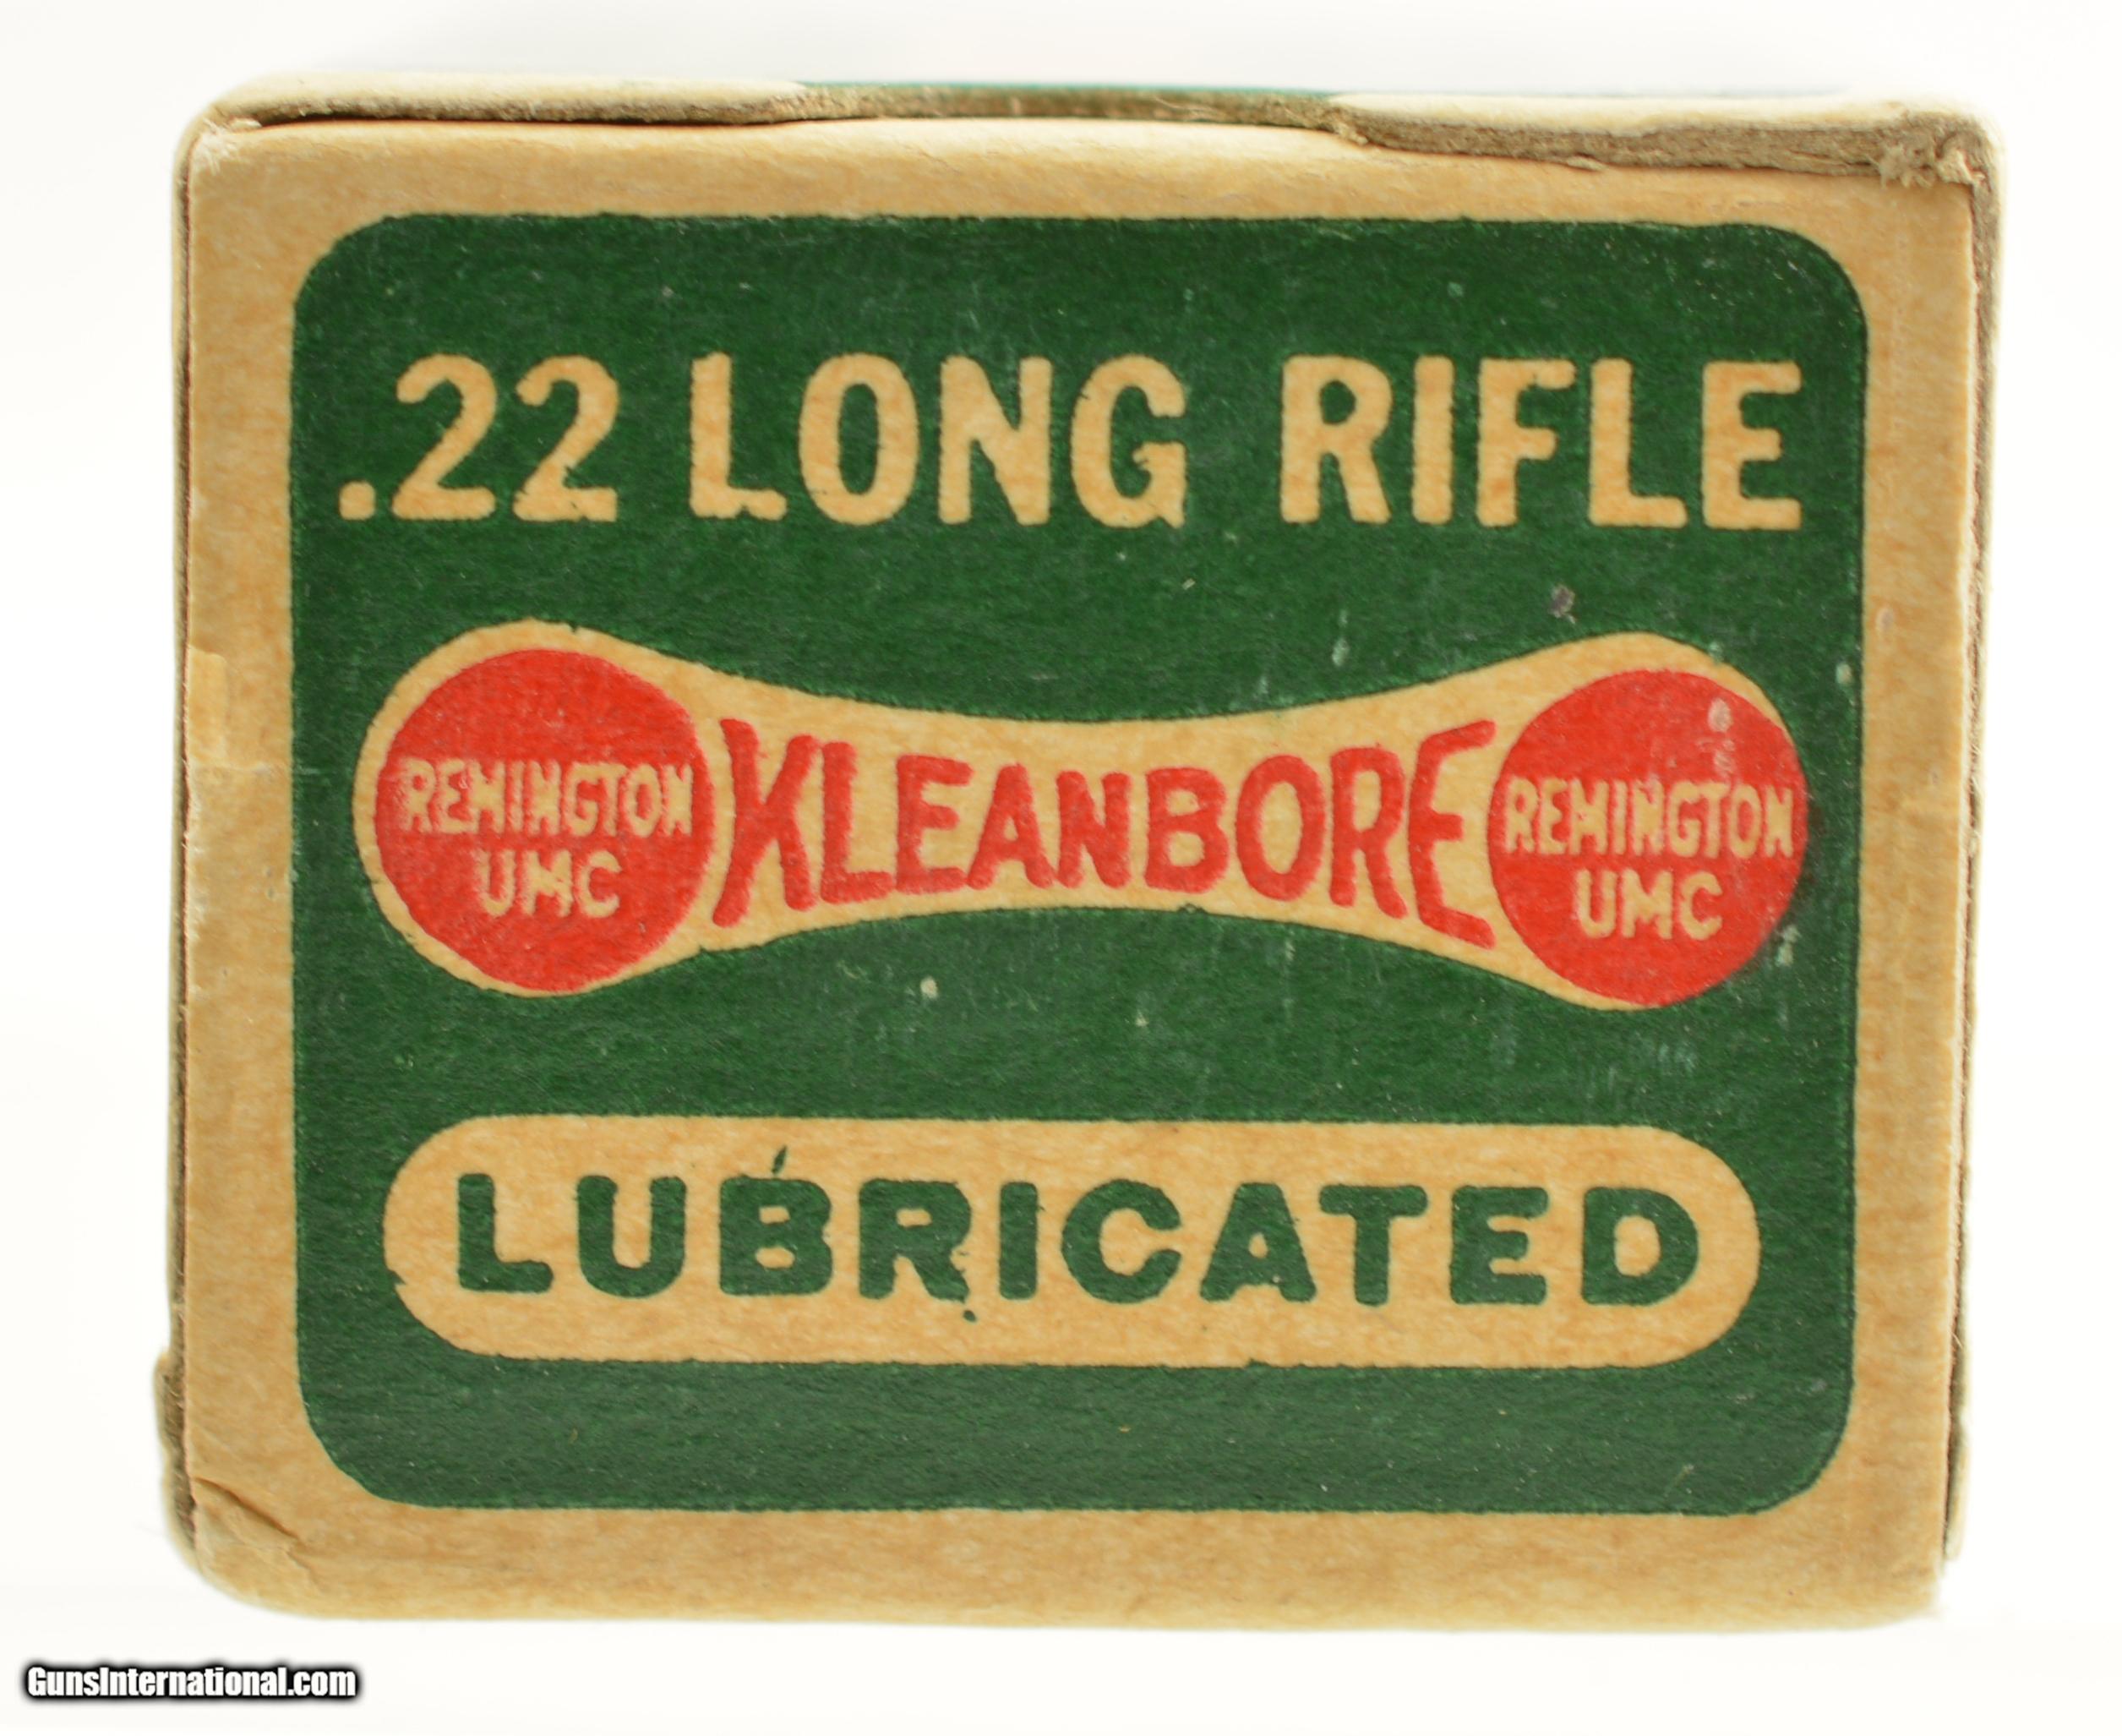 .22 LONG RIFLE
REMINGTON
UMC
KLEANBORE
REMINGTON
UMC
LUBRICATED
GunsInternational.com